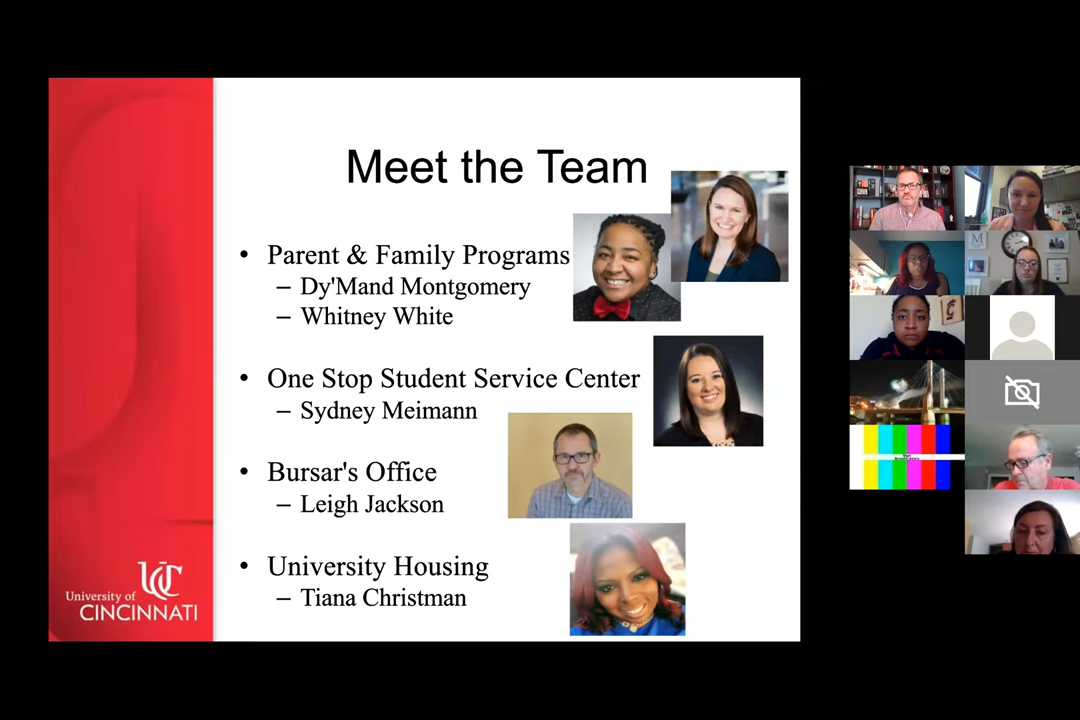 Meet the Team
• Parent & Family Programs
– Dy'Mand Montgomery
– Whitney White
• One Stop Student Service Center
– Sydney Meimann
• Bursar's Office
– Leigh Jackson
• University Housing
– Tiana Christman
UC
University of
CINCINNATI
M